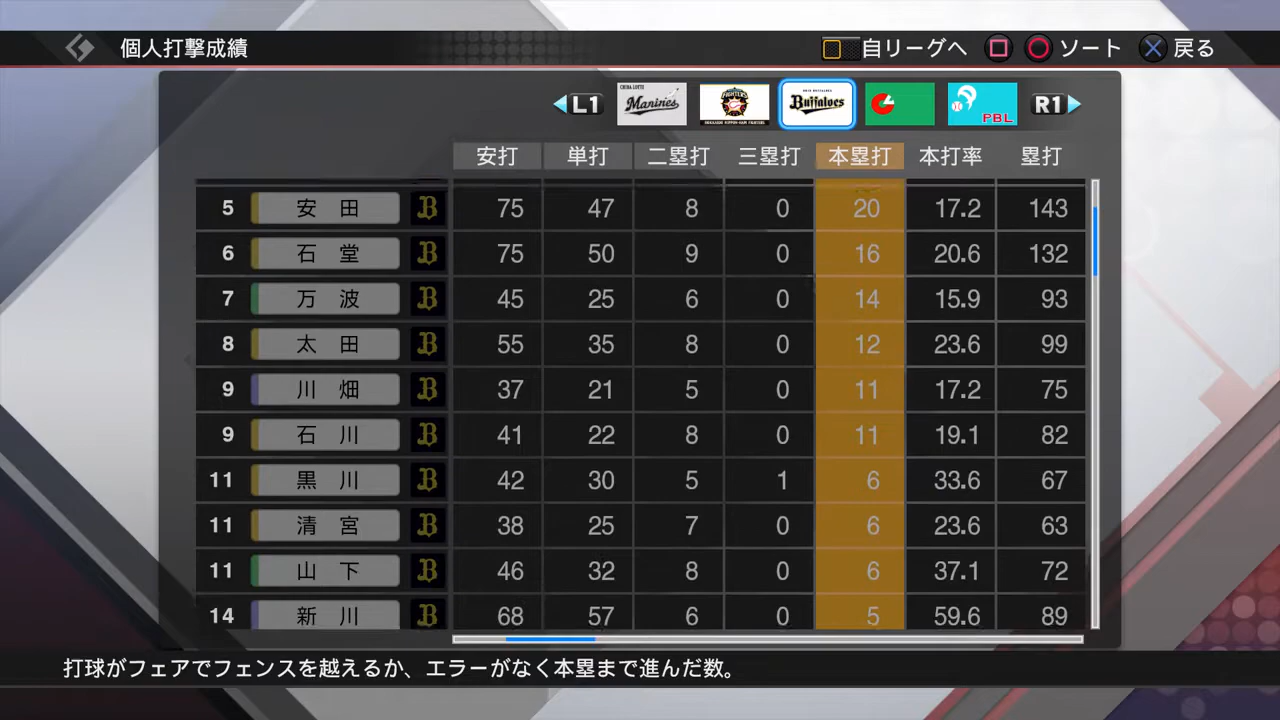 個人打撃成績 自リーグへ ソート 戻る
L1 CHIBA LOTTE Marines FIGHTERS HOKKAIDO NIPPON-HAM FIGHTERS ORIX BUFFALOES Buffaloes PBL R1
安打 単打 二塁打 三塁打 本塁打 本打率 塁打
5 安田 B 75 47 8 0 20 17.2 143
6 石堂 B 75 50 9 0 16 20.6 132
7 万波 B 45 25 6 0 14 15.9 93
8 太田 B 55 35 8 0 12 23.6 99
9 川畑 B 37 21 5 0 11 17.2 75
9 石川 B 41 22 8 0 11 19.1 82
11 黒川 B 42 30 5 1 6 33.6 67
11 清宮 B 38 25 7 0 6 23.6 63
11 山下 B 46 32 8 0 6 37.1 72
14 新川 B 68 57 6 0 5 59.6 89
打球がフェアでフェンスを越えるか、エラーがなく本塁まで進んだ数。